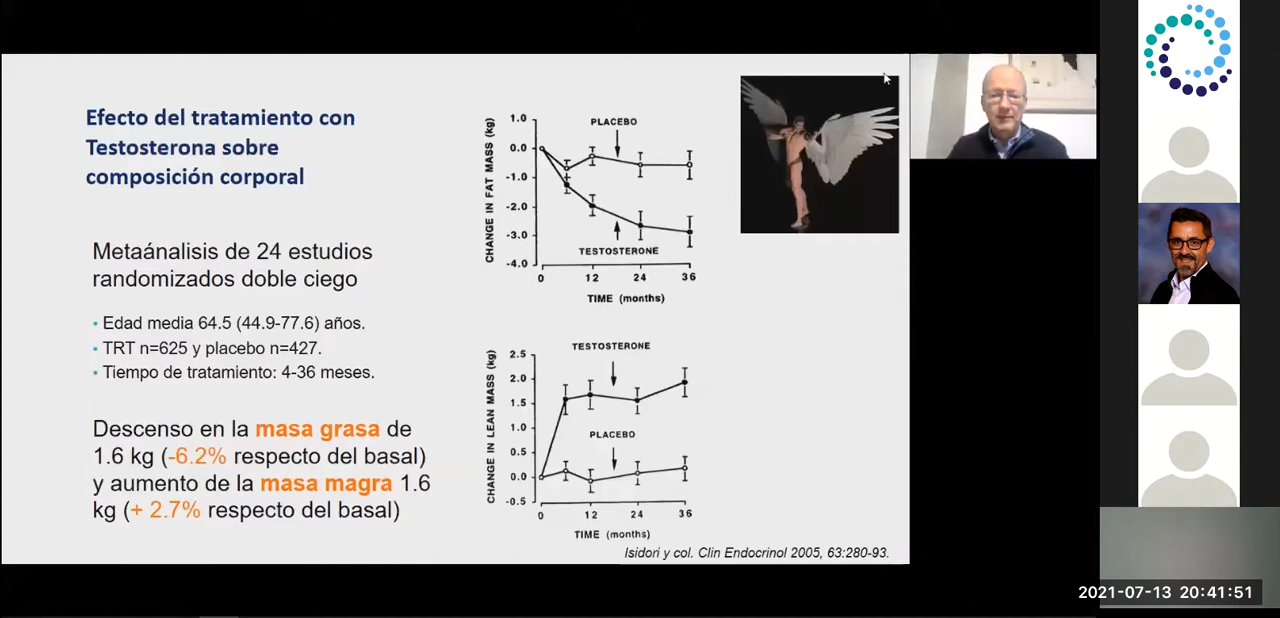 Efecto del tratamiento con
Testosterona sobre
composición corporal
Metaánalisis de 24 estudios
randomizados doble ciego
• Edad media 64.5 (44.9-77.6) años.
• TRT n=625 y placebo n=427.
• Tiempo de tratamiento: 4-36 meses.
Descenso en la masa grasa de
1.6 kg (-6.2% respecto del basal)
y aumento de la masa magra 1.6
kg (+ 2.7% respecto del basal)
CHANGE IN FAT MASS (kg)
1.0
0.0
-1.0
-2.0
-3.0
-4.0
PLACEBO
TESTOSTERONE
0 12 24 36
TIME (months)
CHANGE IN LEAN MASS (kg)
2.5
2.0
1.5
1.0
0.5
0.0
-0.5
TESTOSTERONE
PLACEBO
0 12 24 36
TIME (months)
Isidori y col. Clin Endocrinol 2005, 63:280-93.
2021-07-13 20:41:51